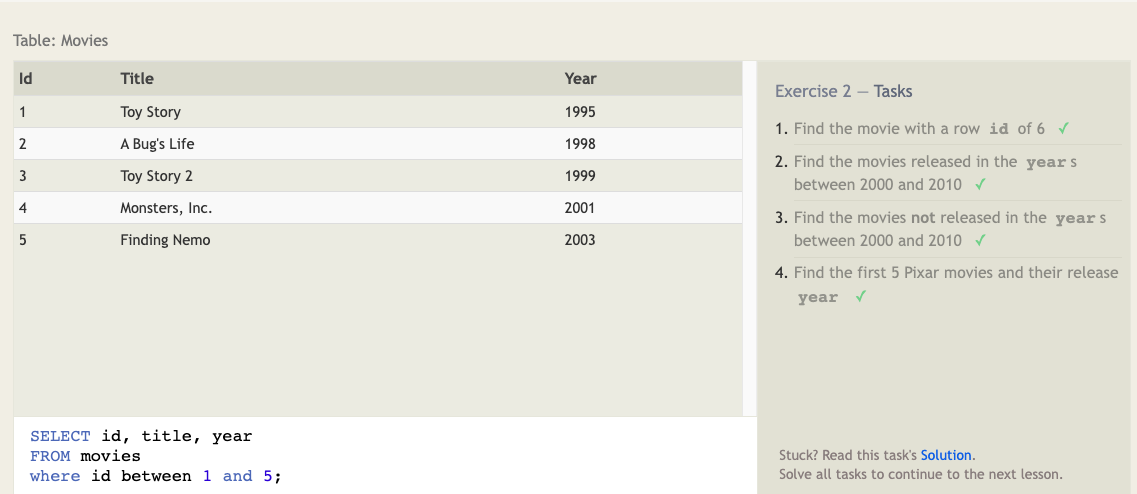 Table: Movies
Id Title Year
1 Toy Story 1995
2 A Bug's Life 1998
3 Toy Story 2 1999
4 Monsters, Inc. 2001
5 Finding Nemo 2003
SELECT id, title, year
FROM movies
where id between 1 and 5;
Exercise 2 — Tasks
1. Find the movie with a row id of 6 ✓
2. Find the movies released in the year s
between 2000 and 2010 ✓
3. Find the movies not released in the year s
between 2000 and 2010 ✓
4. Find the first 5 Pixar movies and their release
year ✓
Stuck? Read this task's Solution.
Solve all tasks to continue to the next lesson.